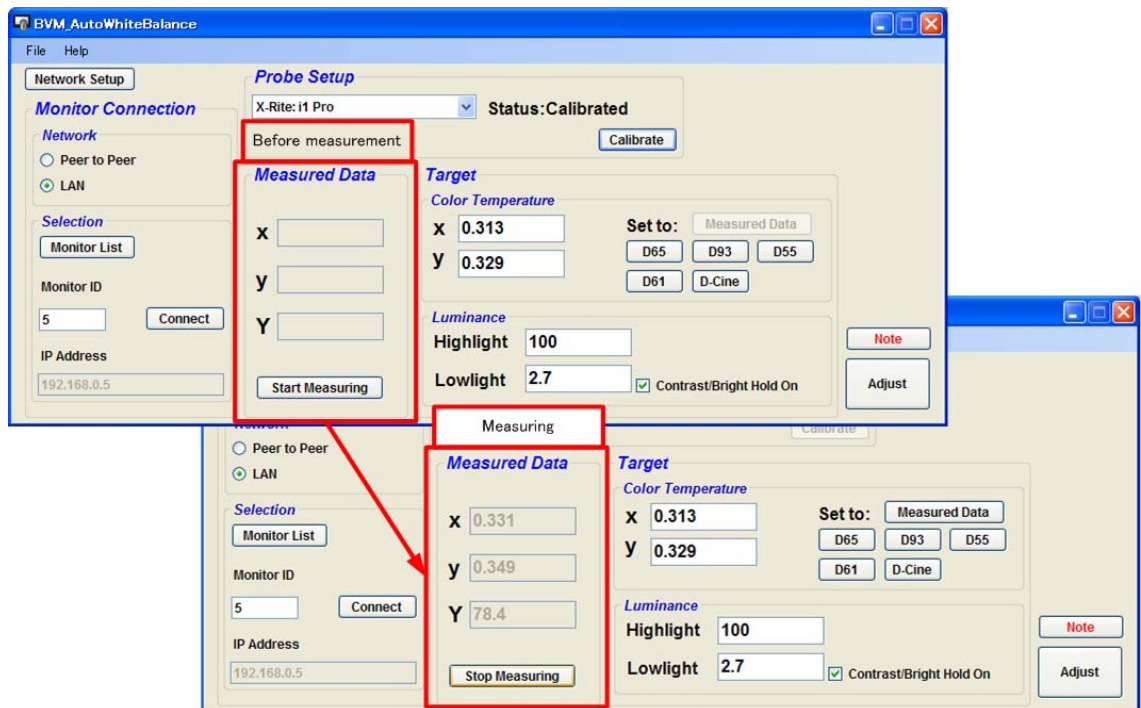 BVM_AutoWhiteBalance
File Help
Network Setup
Probe Setup
X-Rite: i1 Pro
Status:Calibrated
Calibrate
Monitor Connection
Network
Peer to Peer
LAN
Selection
Monitor List
Monitor ID
5
Connect
IP Address
192.168.0.5
Before measurement
Measured Data
x
y
Y
Start Measuring
Target
Color Temperature
x 0.313
y 0.329
Set to: Measured Data
D65 D93 D55
D61 D-Cine
Luminance
Highlight 100
Lowlight 2.7
Contrast/Bright Hold On
Note
Adjust
Measuring
Calibrate
Network
Peer to Peer
LAN
Selection
Monitor List
Monitor ID
5
Connect
IP Address
192.168.0.5
Measured Data
x 0.331
y 0.349
Y 78.4
Stop Measuring
Target
Color Temperature
x 0.313
y 0.329
Set to: Measured Data
D65 D93 D55
D61 D-Cine
Luminance
Highlight 100
Lowlight 2.7
Contrast/Bright Hold On
Note
Adjust